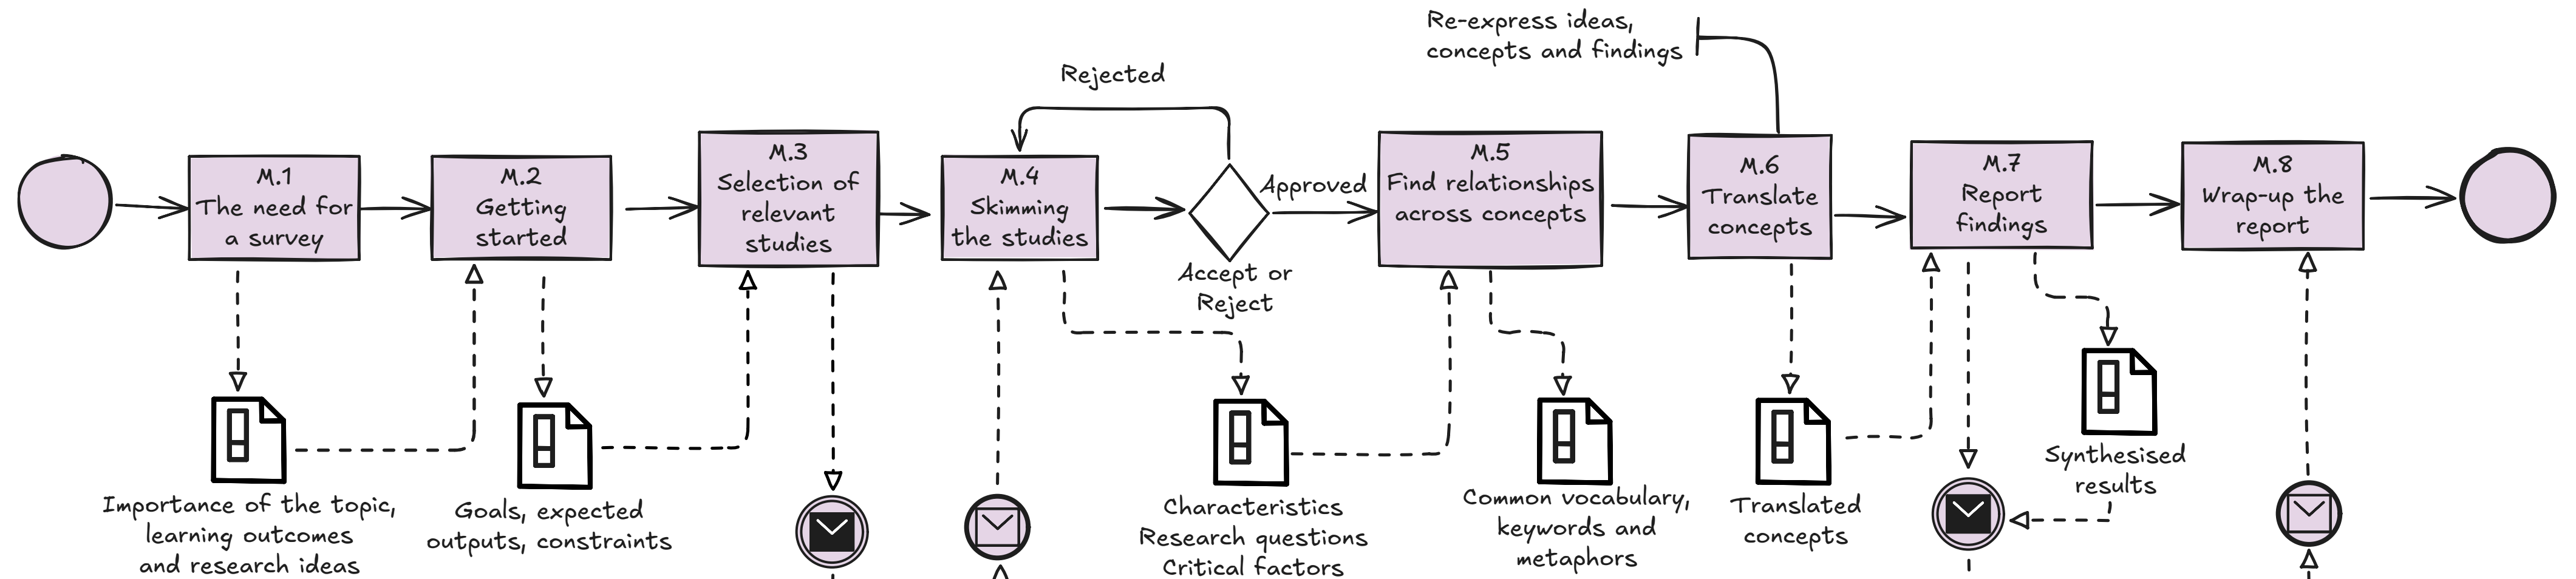 Re-express ideas,
concepts and findings
Rejected
M.1
The need for
a survey
M.2
Getting
started
M.3
Selection of
relevant
studies
M.4
Skimming
the studies
Accept or
Reject
Approved
M.5
Find relationships
across concepts
M.6
Translate
concepts
M.7
Report
findings
M.8
Wrap-up the
report
Importance of the topic,
learning outcomes
and research ideas
Goals, expected
outputs, constraints
Characteristics
Research questions
Critical factors
Common vocabulary,
keywords and
metaphors
Translated
concepts
Synthesised
results